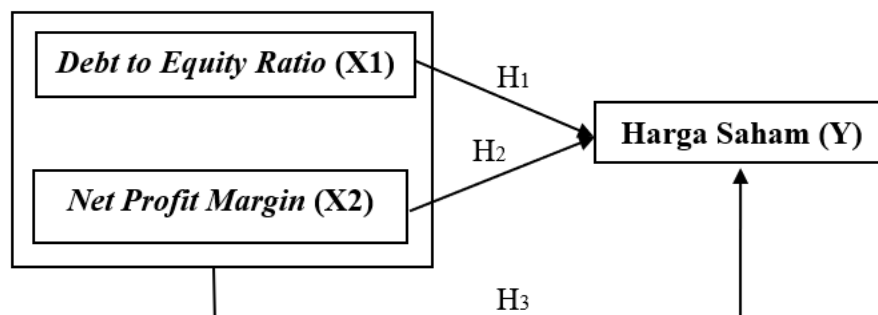 Debt to Equity Ratio (X1)
H1
Harga Saham (Y)
H2
Net Profit Margin (X2)
H3